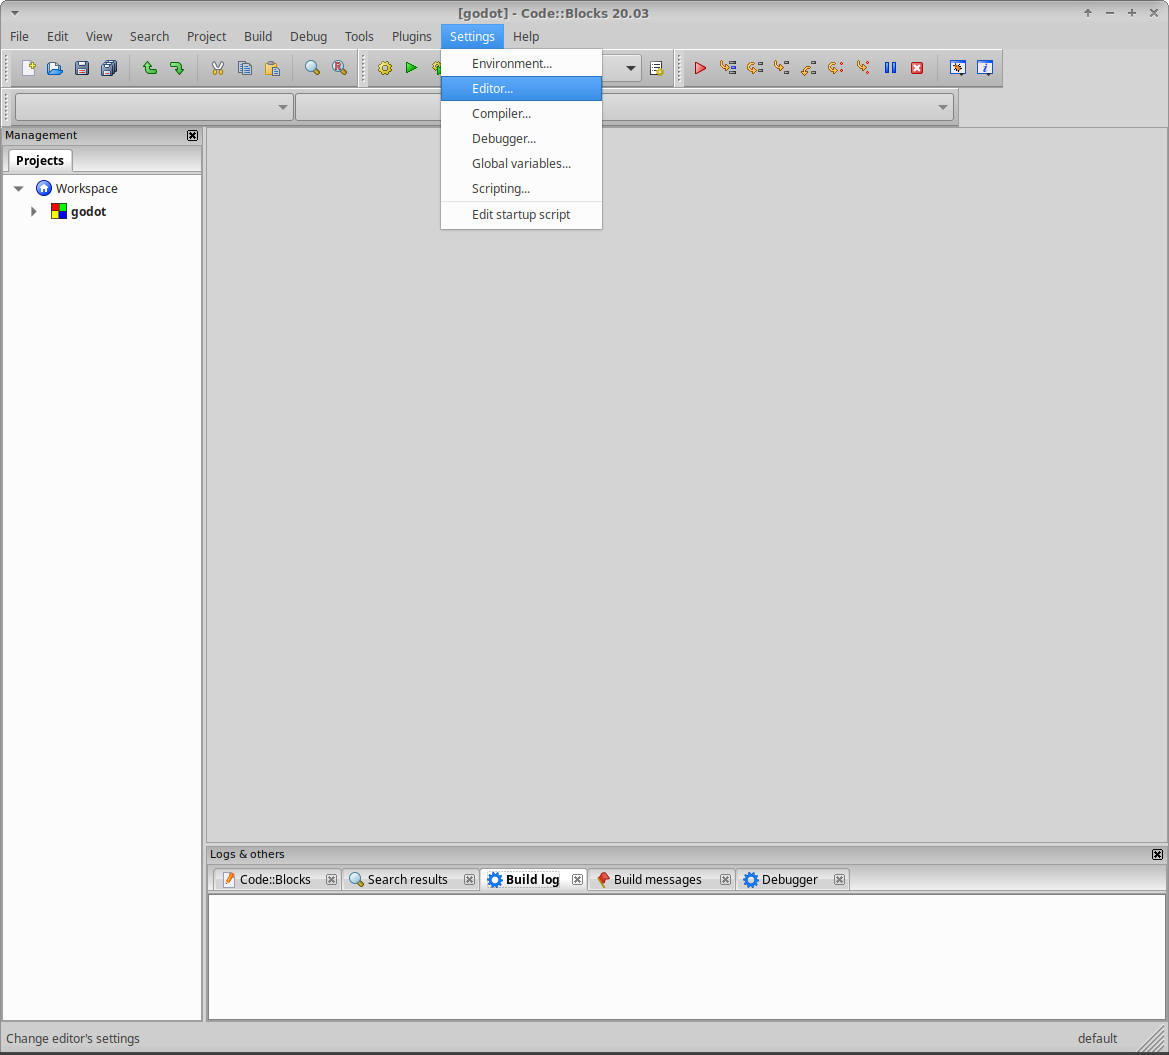 [godot] - Code::Blocks 20.03
File Edit View Search Project Build Debug Tools Plugins Settings Help
Environment...
Editor...
Compiler...
Debugger...
Global variables...
Scripting...
Edit startup script
Management
Projects
Workspace
godot
Logs & others
Code::Blocks Search results Build log Build messages Debugger
Change editor's settings default